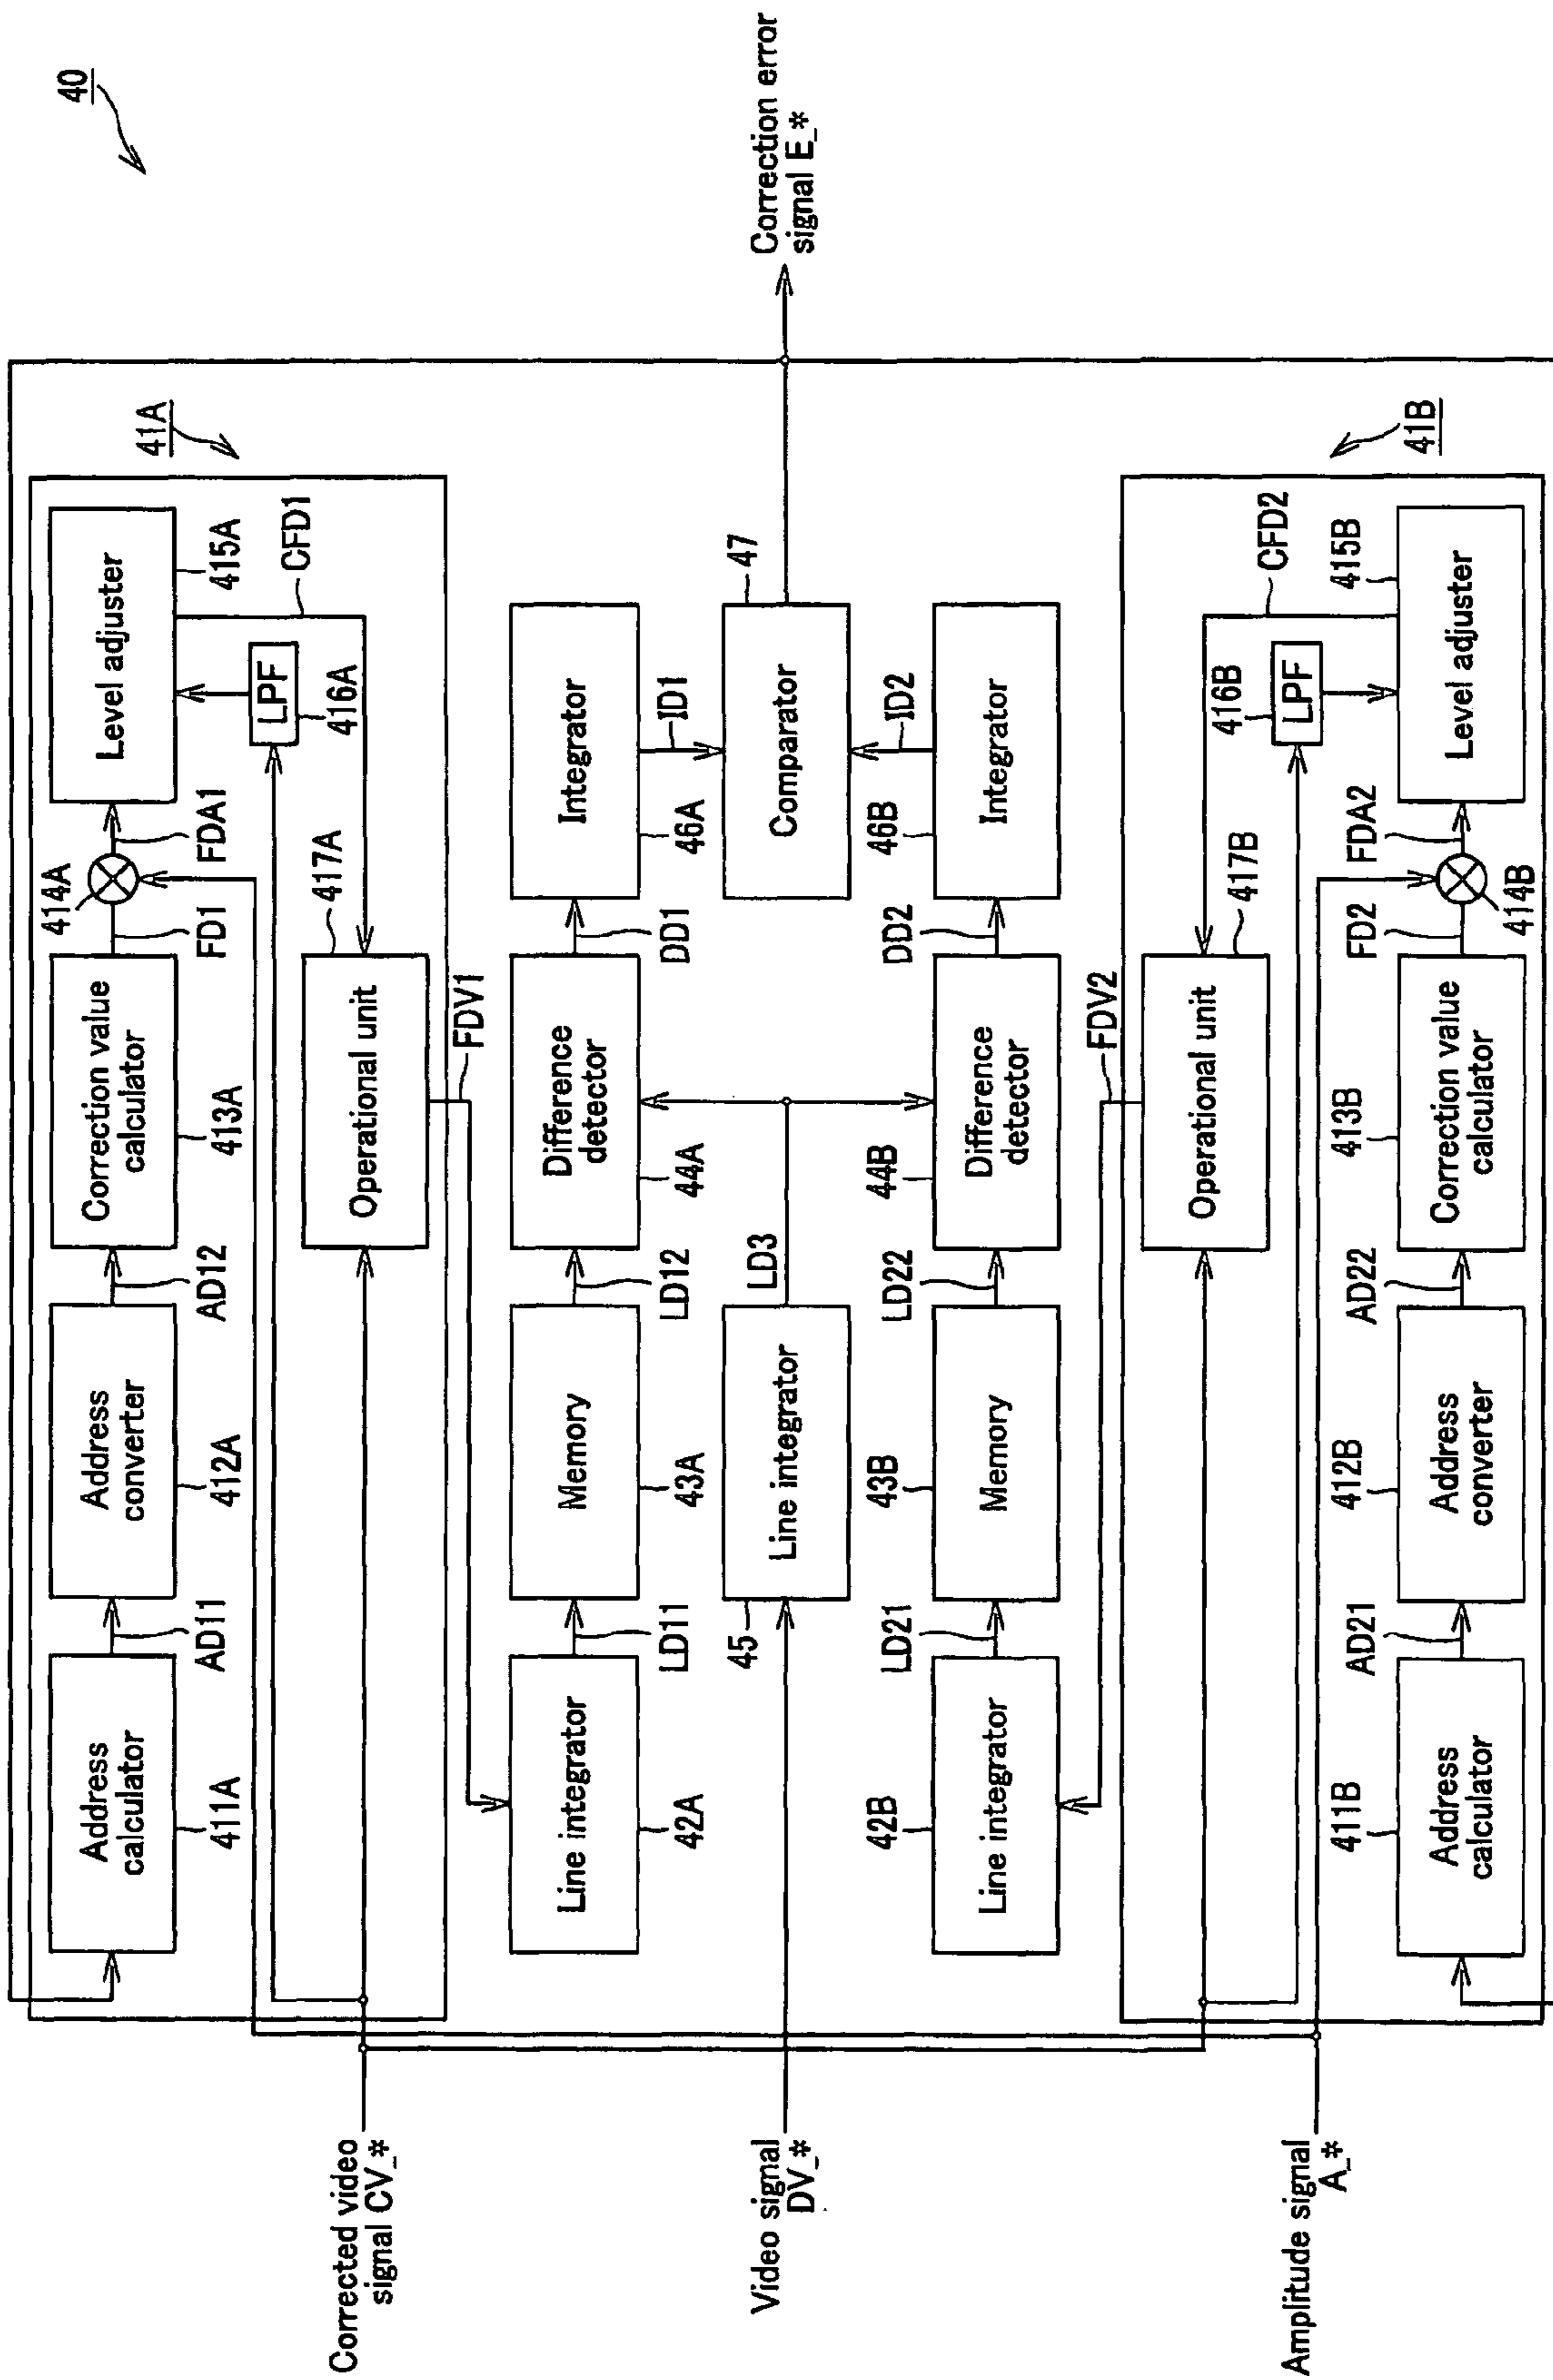 40
41A
Address
calculator
411A
AD11
Address
converter
412A
AD12
Correction value
calculator
413A
FD1
414A
FDA1
Level adjuster
415A
LPF
416A
CFD1
Operational unit
417A
FDV1
Corrected video
signal CV_*
Line integrator
42A
LD11
Memory
43A
LD12
Difference
detector
44A
DD1
Integrator
46A
ID1
Video signal
DV_*
Line integrator
45
LD3
Comparator
47
Correction error
signal E_*
Line integrator
42B
LD21
Memory
43B
LD22
Difference
detector
44B
DD2
Integrator
46B
ID2
FDV2
Operational unit
417B
CFD2
LPF
416B
41B
Amplitude signal
A_*
Address
calculator
411B
AD21
Address
converter
412B
AD22
Correction value
calculator
413B
FD2
414B
FDA2
Level adjuster
415B